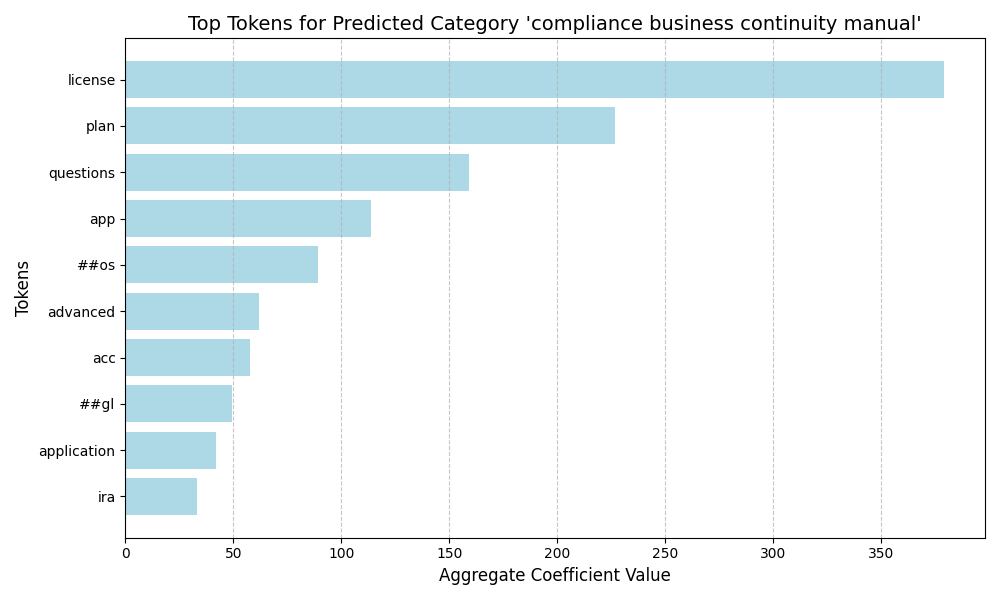 Top Tokens for Predicted Category 'compliance business continuity manual'
Tokens
license
plan
questions
app
##os
advanced
acc
##gl
application
ira
0 50 100 150 200 250 300 350
Aggregate Coefficient Value